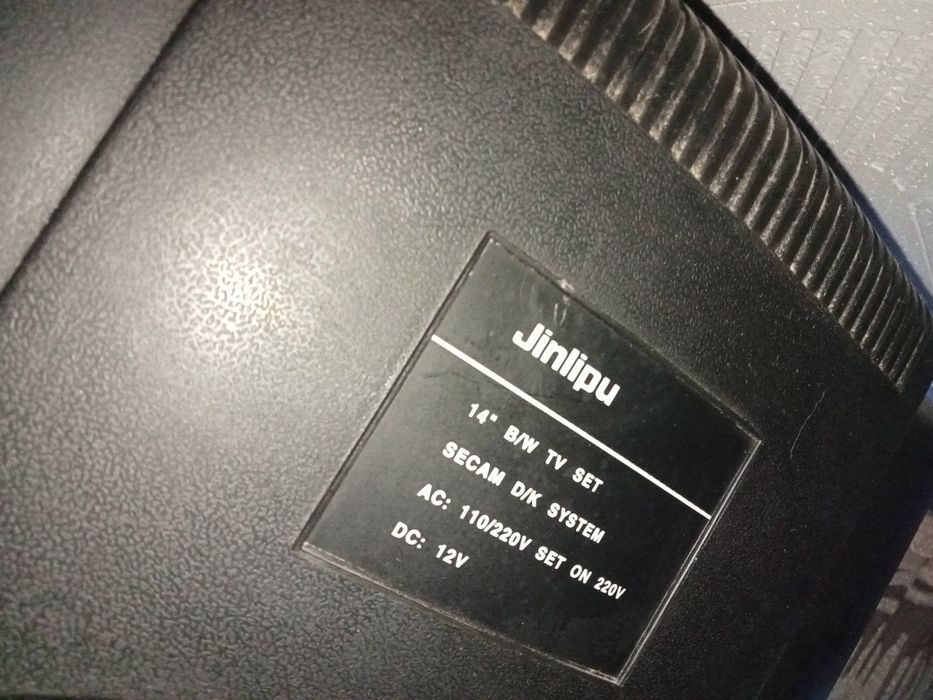 Jinlipu
14" B/W TV SET
SECAM D/K SYSTEM
AC: 110/220V SET ON 220V
DC: 12V